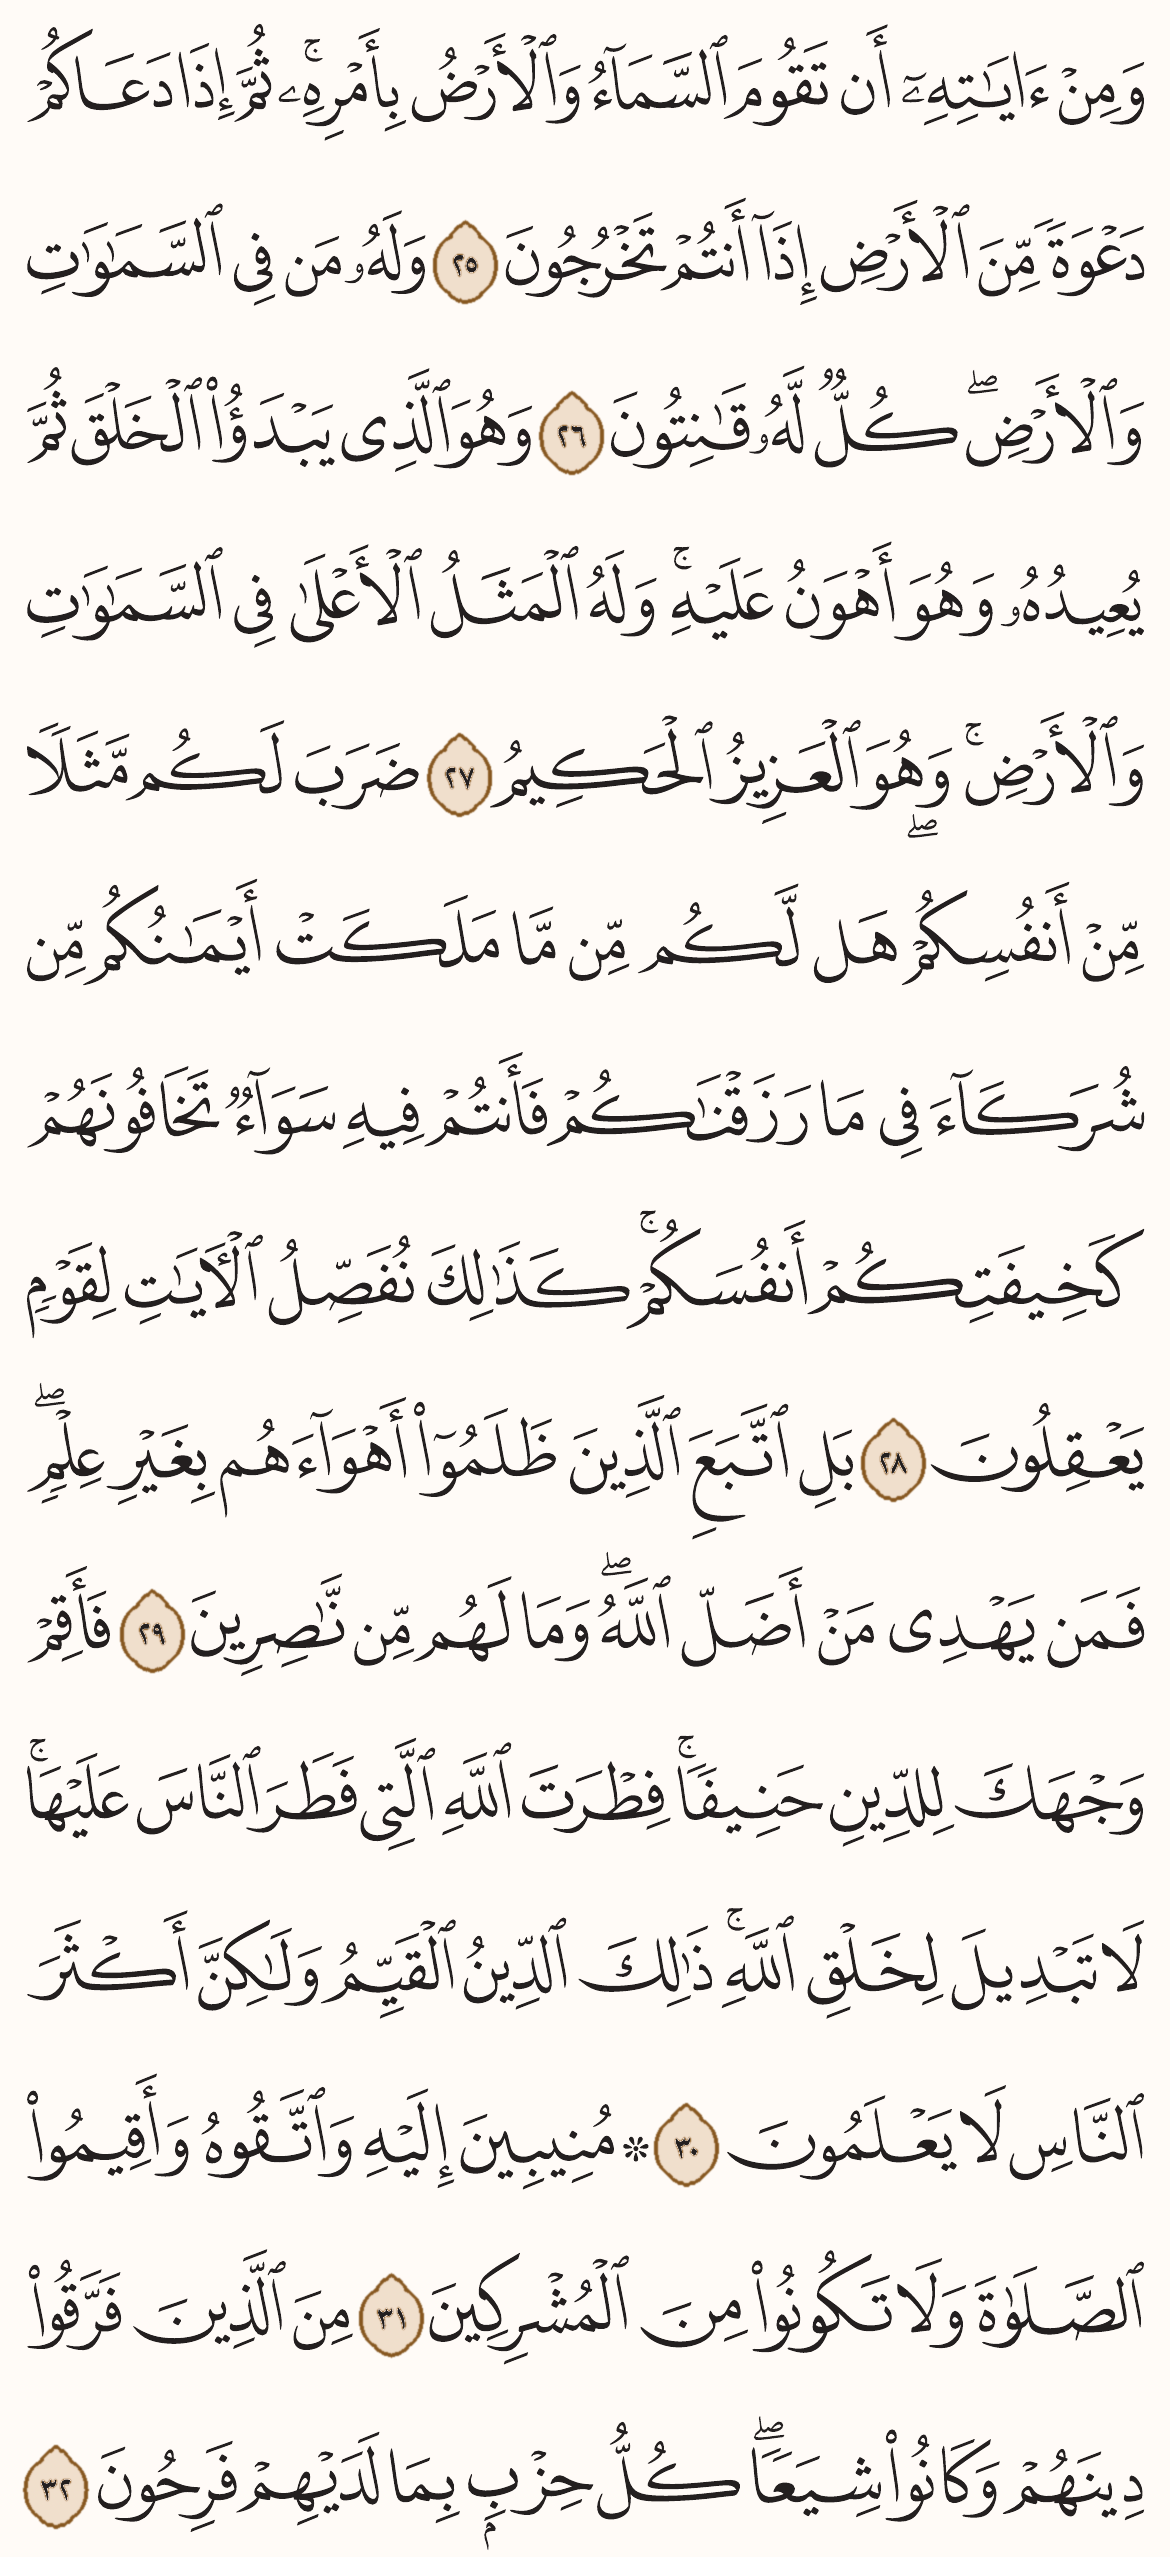 وَمِنْ ءَايَـٰتِهِۦٓ أَن تَقُومَ ٱلسَّمَآءُ وَٱلْأَرْضُ بِأَمْرِهِۦ ۚ ثُمَّ إِذَا دَعَاكُمْ
دَعْوَةً مِّنَ ٱلْأَرْضِ إِذَآ أَنتُمْ تَخْرُجُونَ ٢٥ وَلَهُۥ مَن فِى ٱلسَّمَـٰوَٰتِ
وَٱلْأَرْضِ ۖ كُلٌّ لَّهُۥ قَـٰنِتُونَ ٢٦ وَهُوَ ٱلَّذِى يَبْدَؤُا۟ ٱلْخَلْقَ ثُمَّ
يُعِيدُهُۥ وَهُوَ أَهْوَنُ عَلَيْهِ ۚ وَلَهُ ٱلْمَثَلُ ٱلْأَعْلَىٰ فِى ٱلسَّمَـٰوَٰتِ
وَٱلْأَرْضِ ۚ وَهُوَ ٱلْعَزِيزُ ٱلْحَكِيمُ ٢٧ ضَرَبَ لَكُم مَّثَلًا
مِّنْ أَنفُسِكُمْ ۖ هَل لَّكُم مِّن مَّا مَلَكَتْ أَيْمَـٰنُكُم مِّن
شُرَكَآءَ فِى مَا رَزَقْنَـٰكُمْ فَأَنتُمْ فِيهِ سَوَآءٌ تَخَافُونَهُمْ
كَخِيفَتِكُمْ أَنفُسَكُمْ ۚ كَذَٰلِكَ نُفَصِّلُ ٱلْـَٔايَـٰتِ لِقَوْمٍ
يَعْقِلُونَ ٢٨ بَلِ ٱتَّبَعَ ٱلَّذِينَ ظَلَمُوٓا۟ أَهْوَآءَهُم بِغَيْرِ عِلْمٍ ۖ
فَمَن يَهْدِى مَنْ أَضَلَّ ٱللَّهُ ۖ وَمَا لَهُم مِّن نَّـٰصِرِينَ ٢٩ فَأَقِمْ
وَجْهَكَ لِلدِّينِ حَنِيفًا ۚ فِطْرَتَ ٱللَّهِ ٱلَّتِى فَطَرَ ٱلنَّاسَ عَلَيْهَا ۚ
لَا تَبْدِيلَ لِخَلْقِ ٱللَّهِ ۚ ذَٰلِكَ ٱلدِّينُ ٱلْقَيِّمُ وَلَـٰكِنَّ أَكْثَرَ
ٱلنَّاسِ لَا يَعْلَمُونَ ٣٠ ۞ مُنِيبِينَ إِلَيْهِ وَٱتَّقُوهُ وَأَقِيمُوا۟
ٱلصَّلَوٰةَ وَلَا تَكُونُوا۟ مِنَ ٱلْمُشْرِكِينَ ٣١ مِنَ ٱلَّذِينَ فَرَّقُوا۟
دِينَهُمْ وَكَانُوا۟ شِيَعًا ۖ كُلُّ حِزْبٍۭ بِمَا لَدَيْهِمْ فَرِحُونَ ٣٢